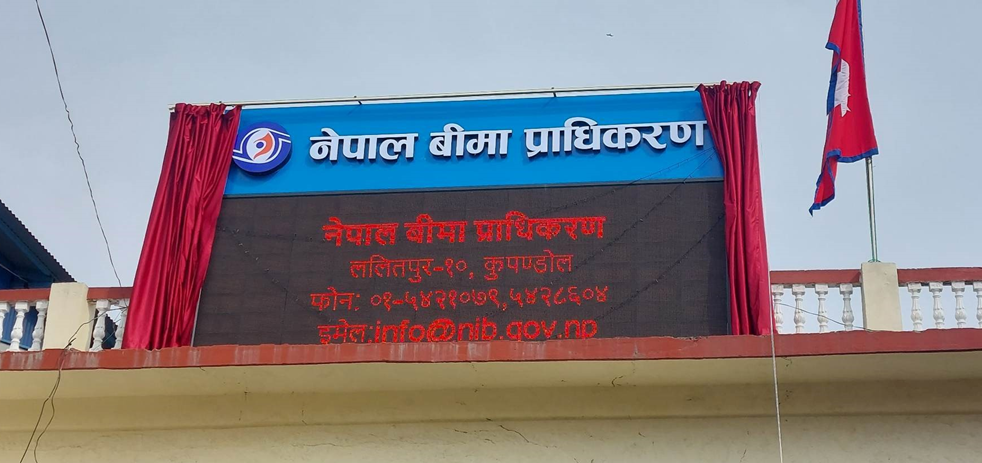 नेपाल बीमा प्राधिकरण
नेपाल बीमा प्राधिकरण
ललितपुर-१०, कुपण्डोल
फोन: ०१-५४२१०७९,५४२८६०४
इमेल:info@nib.gov.np